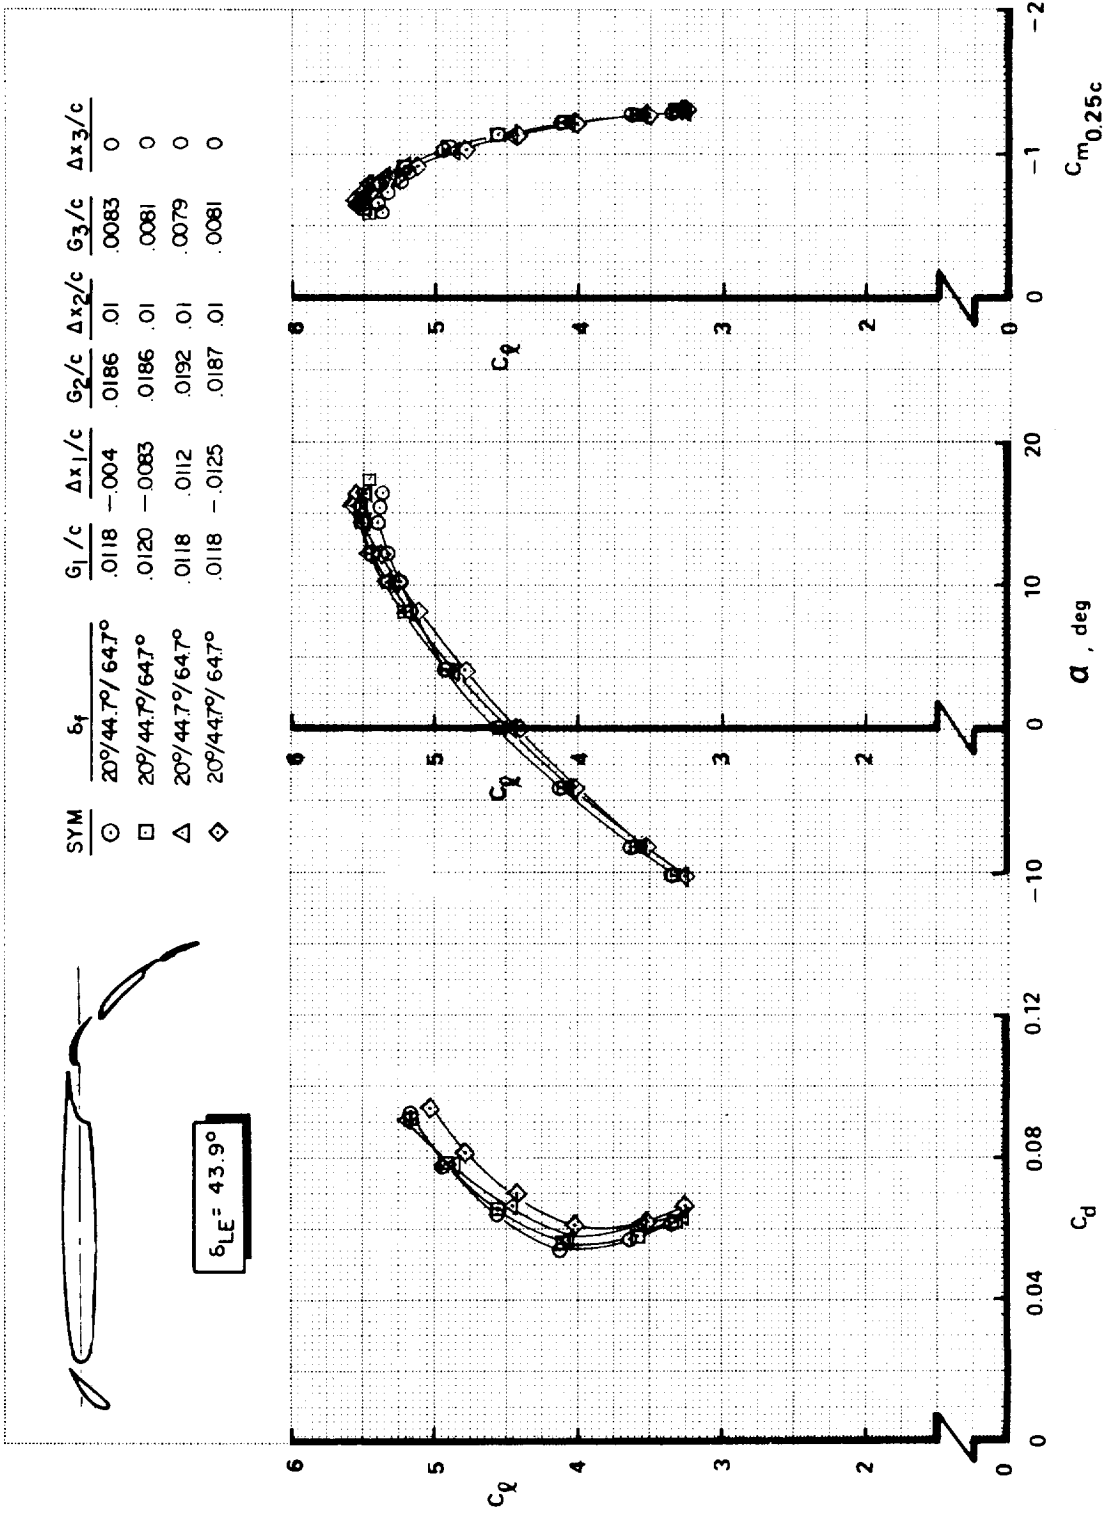 SYM δf G1/c Δx1/c G2/c Δx2/c G3/c Δx3/c
⊙ 20°/44.7°/64.7° .0118 -.004 .0186 .01 .0083 0
⊡ 20°/44.7°/64.7° .0120 -.0083 .0186 .01 .0081 0
△ 20°/44.7°/64.7° .0118 .0112 .0192 .01 .0079 0
◇ 20°/44.7°/64.7° .0118 -.0125 .0187 .01 .0081 0
δLE = 43.9°
6
5
4
3
2
0
Cℓ
0 0.04 0.08 0.12
Cd
6
5
4
3
2
0
Cℓ
-10 0 10 20
α, deg
6
5
4
3
2
0
Cℓ
0 -1 -2
Cm0.25c